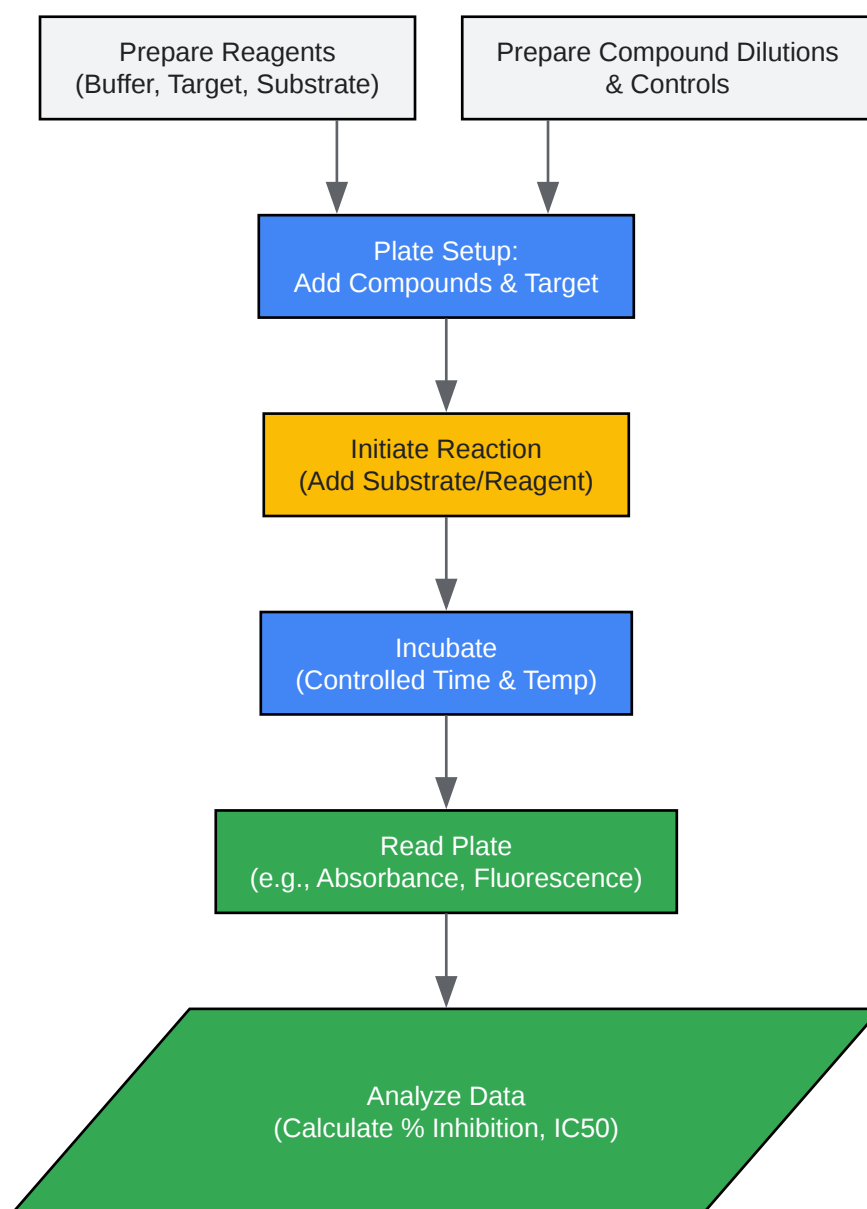 Prepare Reagents
(Buffer, Target, Substrate)
Prepare Compound Dilutions
& Controls
Plate Setup:
Add Compounds & Target
Initiate Reaction
(Add Substrate/Reagent)
Incubate
(Controlled Time & Temp)
Read Plate
(e.g., Absorbance, Fluorescence)
Analyze Data
(Calculate % Inhibition, IC50)